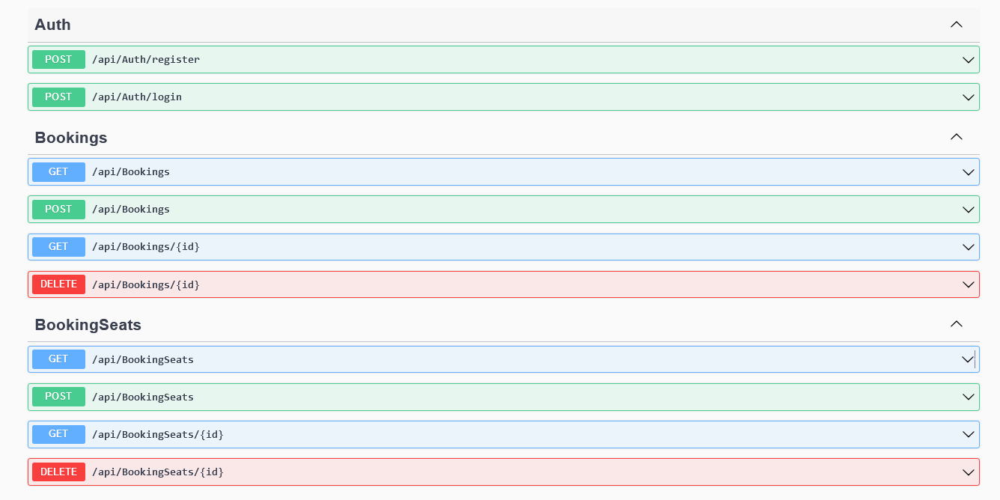 Auth
POST /api/Auth/register
POST /api/Auth/login
Bookings
GET /api/Bookings
POST /api/Bookings
GET /api/Bookings/{id}
DELETE /api/Bookings/{id}
BookingSeats
GET /api/BookingSeats
POST /api/BookingSeats
GET /api/BookingSeats/{id}
DELETE /api/BookingSeats/{id}